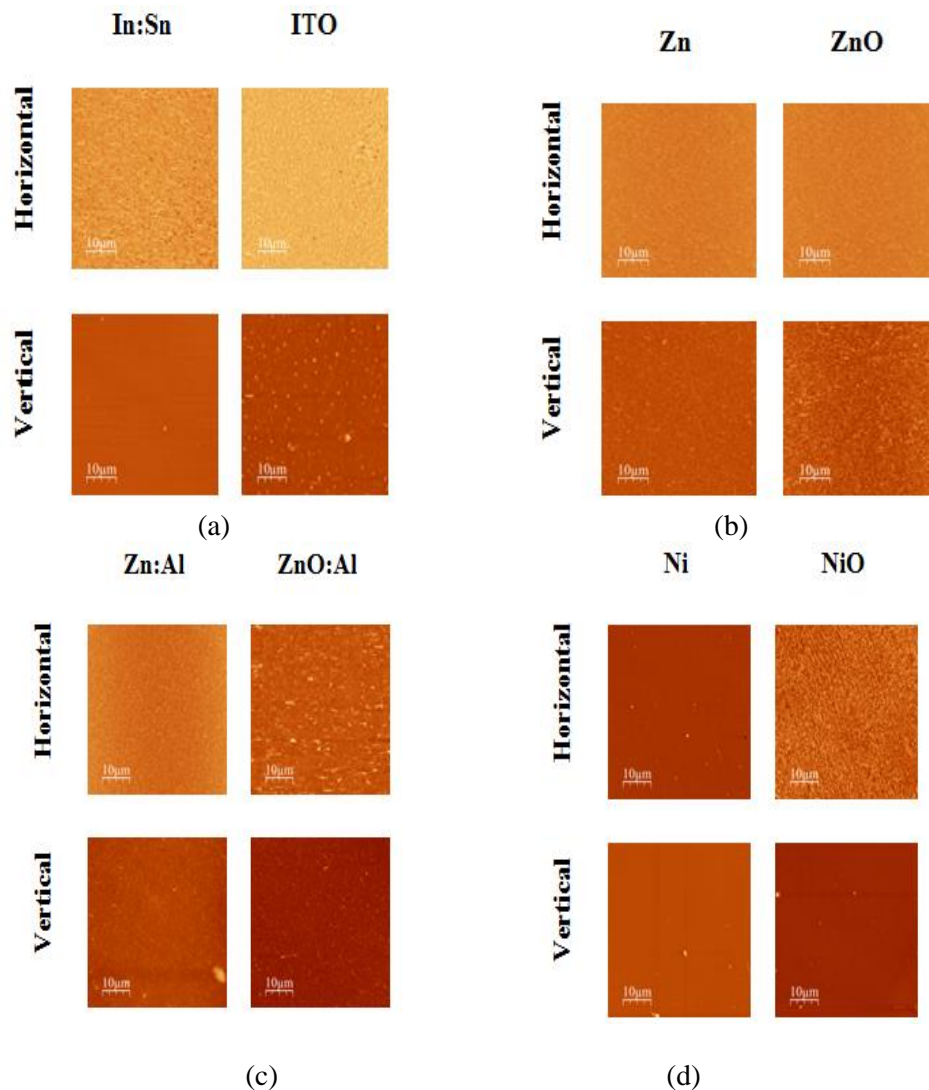 In:Sn ITO
Horizontal
10μm 10μm
Vertical
10μm 10μm
(a)
Zn ZnO
Horizontal
10μm 10μm
Vertical
10μm 10μm
(b)
Zn:Al ZnO:Al
Horizontal
10μm 10μm
Vertical
10μm 10μm
(c)
Ni NiO
Horizontal
10μm 10μm
Vertical
10μm 10μm
(d)